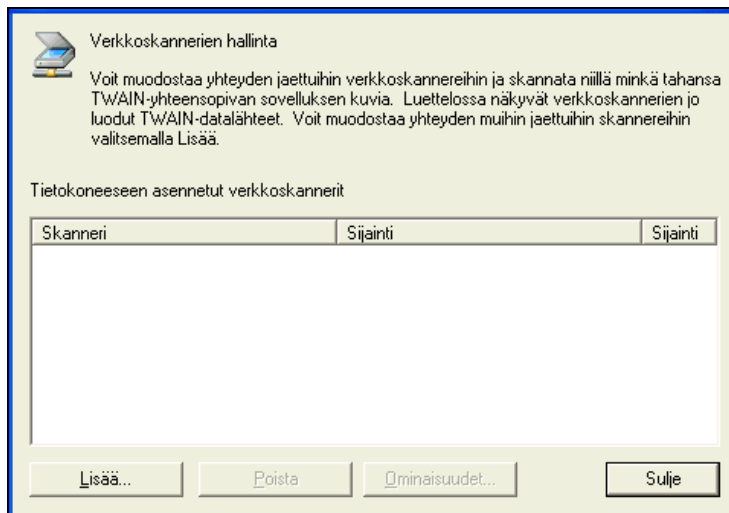 Verkkoskannerien hallinta
Voit muodostaa yhteyden jaettuihin verkkoskannereihin ja skannata niillä minkä tahansa
TWAIN-yhteensopivan sovelluksen kuvia. Luettelossa näkyvät verkkoskannerien jo
luodut TWAIN-datalähteet. Voit muodostaa yhteyden muihin jaettuihin skannereihin
valitsemalla Lisää.
Tietokoneeseen asennetut verkkoskannerit
Skanneri Sijainti Sijainti
Lisää... Poista Ominaisuudet... Sulje